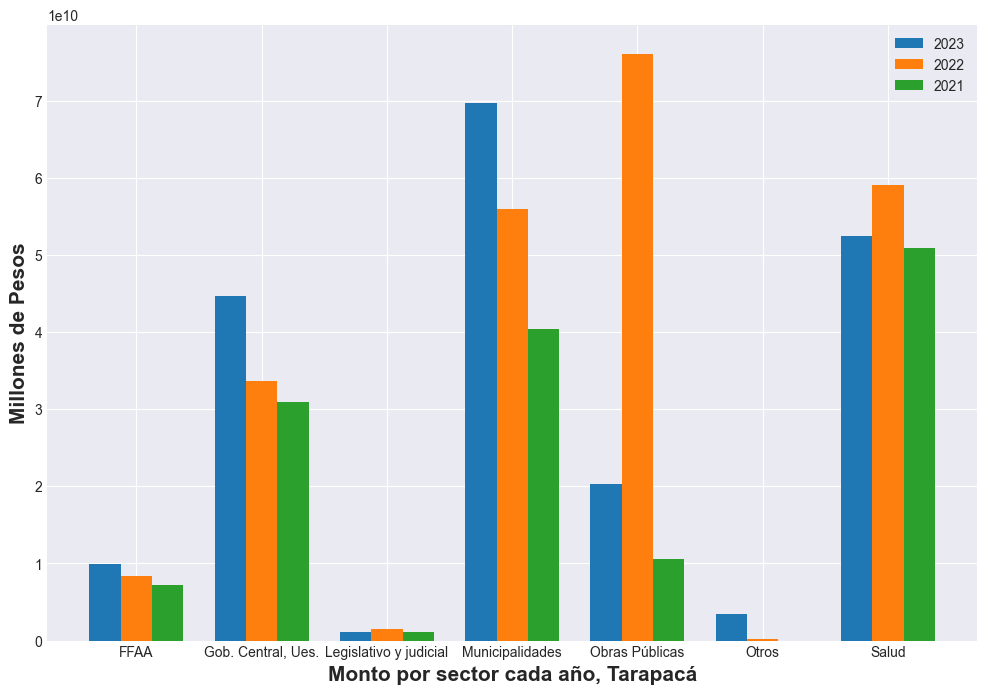 1e10
2023
2022
2021
7
6
5
4
3
2
1
0
Millones de Pesos
FFAA
Gob. Central, Ues.
Legislativo y judicial
Municipalidades
Obras Públicas
Otros
Salud
Monto por sector cada año, Tarapacá